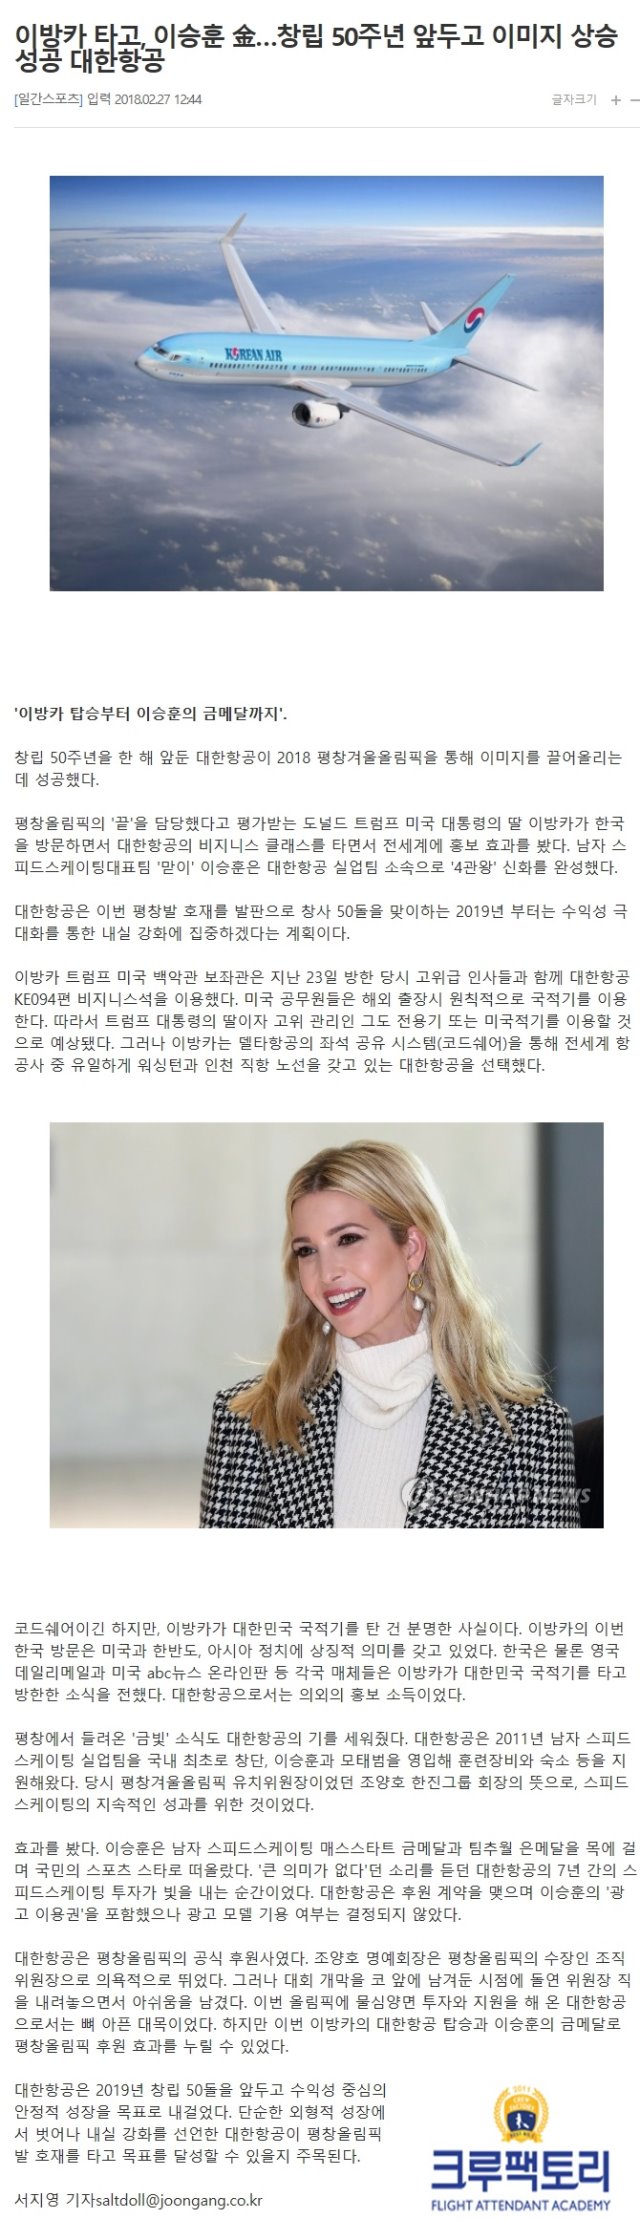 이방카 타고, 이승훈 金...창립 50주년 앞두고 이미지 상승
성공 대한항공
[일간스포츠] 입력 2018.02.27 12:44
글자크기 + –
KOREAN AIR
'이방카 탑승부터 이승훈의 금메달까지'.
창립 50주년을 한 해 앞둔 대한항공이 2018 평창겨울올림픽을 통해 이미지를 끌어올리는
데 성공했다.
평창올림픽의 '끝'을 담당했다고 평가받는 도널드 트럼프 미국 대통령의 딸 이방카가 한국
을 방문하면서 대한항공의 비지니스 클래스를 타면서 전세계에 홍보 효과를 봤다. 남자 스
피드스케이팅대표팀 '맏이' 이승훈은 대한항공 실업팀 소속으로 '4관왕' 신화를 완성했다.
대한항공은 이번 평창발 호재를 발판으로 창사 50돌을 맞이하는 2019년 부터는 수익성 극
대화를 통한 내실 강화에 집중하겠다는 계획이다.
이방카 트럼프 미국 백악관 보좌관은 지난 23일 방한 당시 고위급 인사들과 함께 대한항공
KE094편 비지니스석을 이용했다. 미국 공무원들은 해외 출장시 원칙적으로 국적기를 이용
한다. 따라서 트럼프 대통령의 딸이자 고위 관리인 그도 전용기 또는 미국적기를 이용할 것
으로 예상됐다. 그러나 이방카는 델타항공의 좌석 공유 시스템(코드쉐어)을 통해 전세계 항
공사 중 유일하게 워싱턴과 인천 직항 노선을 갖고 있는 대한항공을 선택했다.
YONHAP NEWS
코드쉐어이긴 하지만, 이방카가 대한민국 국적기를 탄 건 분명한 사실이다. 이방카의 이번
한국 방문은 미국과 한반도, 아시아 정치에 상징적 의미를 갖고 있었다. 한국은 물론 영국
데일리메일과 미국 abc뉴스 온라인판 등 각국 매체들은 이방카가 대한민국 국적기를 타고
방한한 소식을 전했다. 대한항공으로서는 의외의 홍보 소득이었다.
평창에서 들려온 '금빛' 소식도 대한항공의 기를 세워줬다. 대한항공은 2011년 남자 스피드
스케이팅 실업팀을 국내 최초로 창단, 이승훈과 모태범을 영입해 훈련장비와 숙소 등을 지
원해왔다. 당시 평창겨울올림픽 유치위원장이었던 조양호 한진그룹 회장의 뜻으로, 스피드
스케이팅의 지속적인 성과를 위한 것이었다.
효과를 봤다. 이승훈은 남자 스피드스케이팅 매스스타트 금메달과 팀추월 은메달을 목에 걸
며 국민의 스포츠 스타로 떠올랐다. '큰 의미가 없다'던 소리를 듣던 대한항공의 7년 간의 스
피드스케이팅 투자가 빛을 내는 순간이었다. 대한항공은 후원 계약을 맺으며 이승훈의 '광
고 이용권'을 포함했으나 광고 모델 기용 여부는 결정되지 않았다.
대한항공은 평창올림픽의 공식 후원사였다. 조양호 명예회장은 평창올림픽의 수장인 조직
위원장으로 의욕적으로 뛰었다. 그러나 대회 개막을 코 앞에 남겨둔 시점에 돌연 위원장 직
을 내려놓으면서 아쉬움을 남겼다. 이번 올림픽에 물심양면 투자와 지원을 해 온 대한항공
으로서는 뼈 아픈 대목이었다. 하지만 이번 이방카의 대한항공 탑승과 이승훈의 금메달로
평창올림픽 후원 효과를 누릴 수 있었다.
대한항공은 2019년 창립 50돌을 앞두고 수익성 중심의
안정적 성장을 목표로 내걸었다. 단순한 외형적 성장에
서 벗어나 내실 강화를 선언한 대한항공이 평창올림픽
발 호재를 타고 목표를 달성할 수 있을지 주목된다.
서지영 기자saltdoll@joongang.co.kr
2011
크루팩토리
FLIGHT ATTENDANT ACADEMY